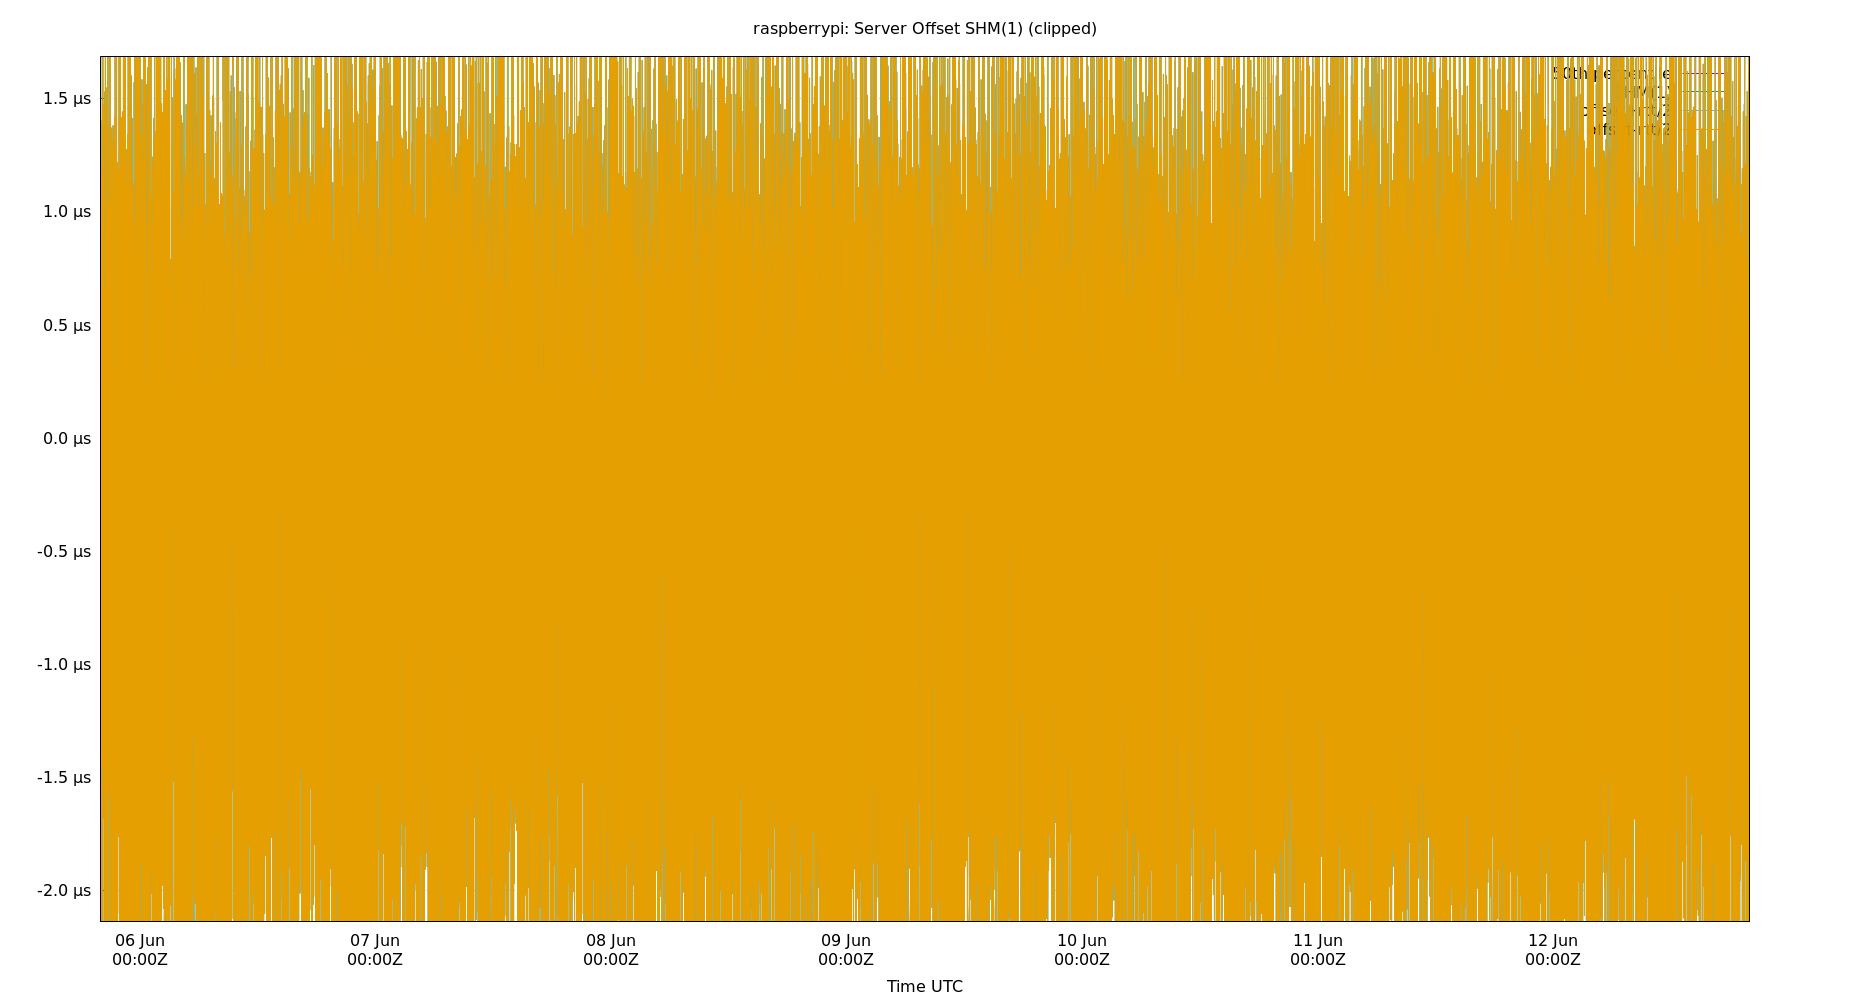 raspberrypi: Server Offset SHM(1) (clipped)
1.5 µs
1.0 µs
0.5 µs
0.0 µs
-0.5 µs
-1.0 µs
-1.5 µs
-2.0 µs
06 Jun 07 Jun 08 Jun 09 Jun 10 Jun 11 Jun 12 Jun
00:00Z 00:00Z 00:00Z 00:00Z 00:00Z 00:00Z 00:00Z
Time UTC